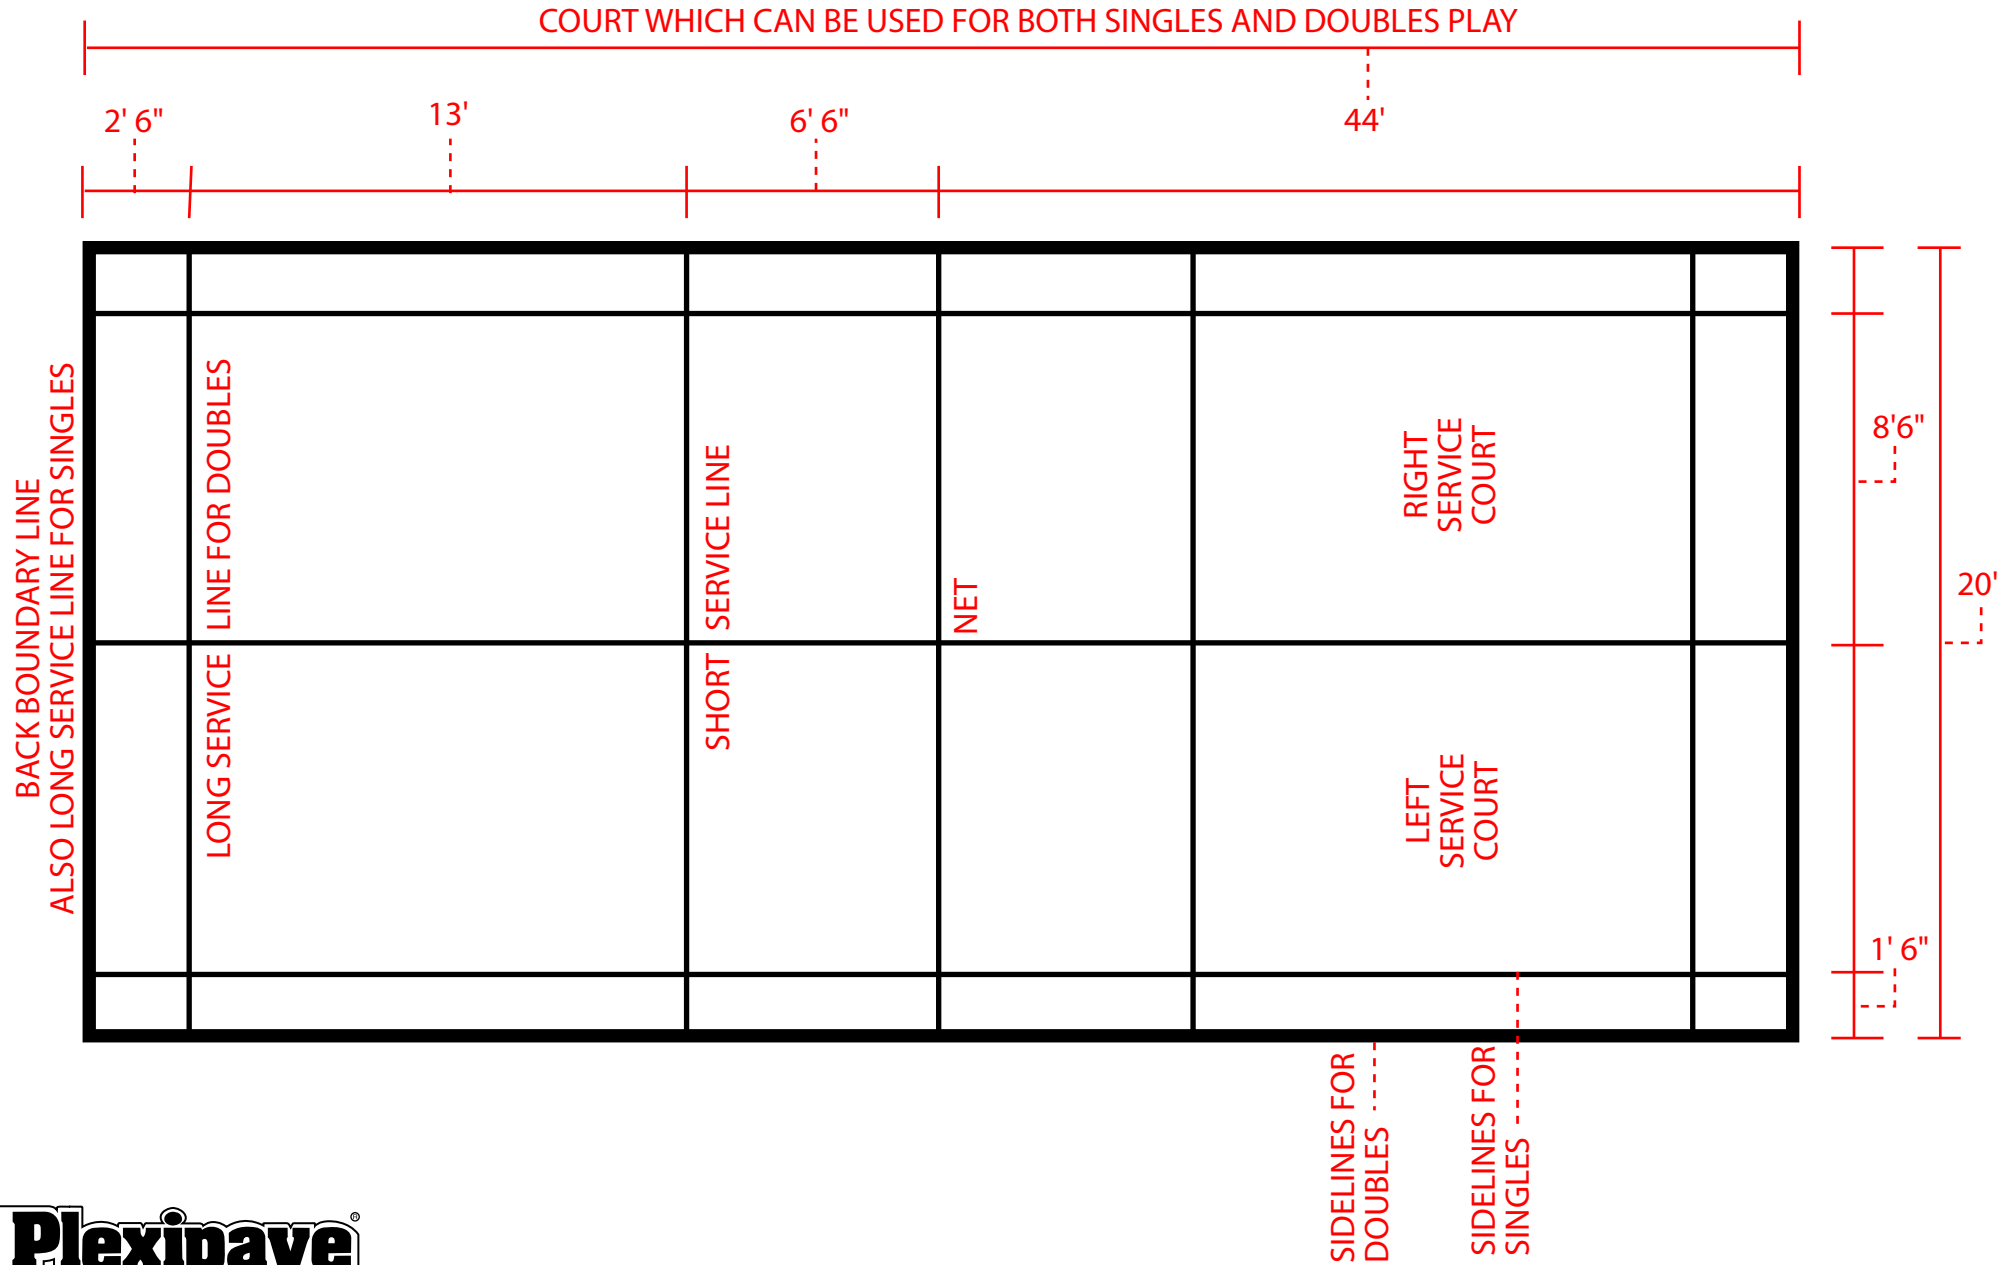 COURT WHICH CAN BE USED FOR BOTH SINGLES AND DOUBLES PLAY
2' 6"
13'
6' 6"
44'
BACK BOUNDARY LINE
ALSO LONG SERVICE LINE FOR SINGLES
LONG SERVICE LINE FOR DOUBLES
SHORT SERVICE LINE
NET
RIGHT
SERVICE
COURT
LEFT
SERVICE
COURT
8'6"
20'
1' 6"
SIDELINES FOR
DOUBLES
SIDELINES FOR
SINGLES
Plexipave®